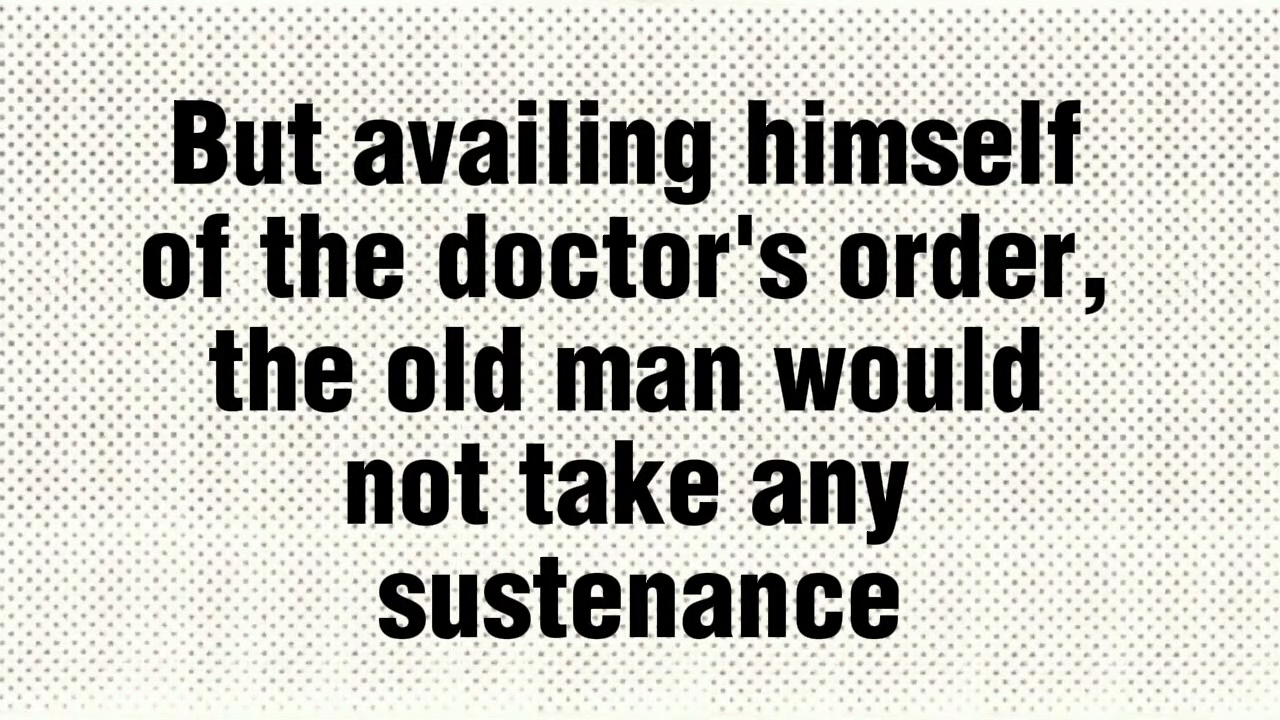 But availing himself
of the doctor's order,
the old man would
not take any
sustenance